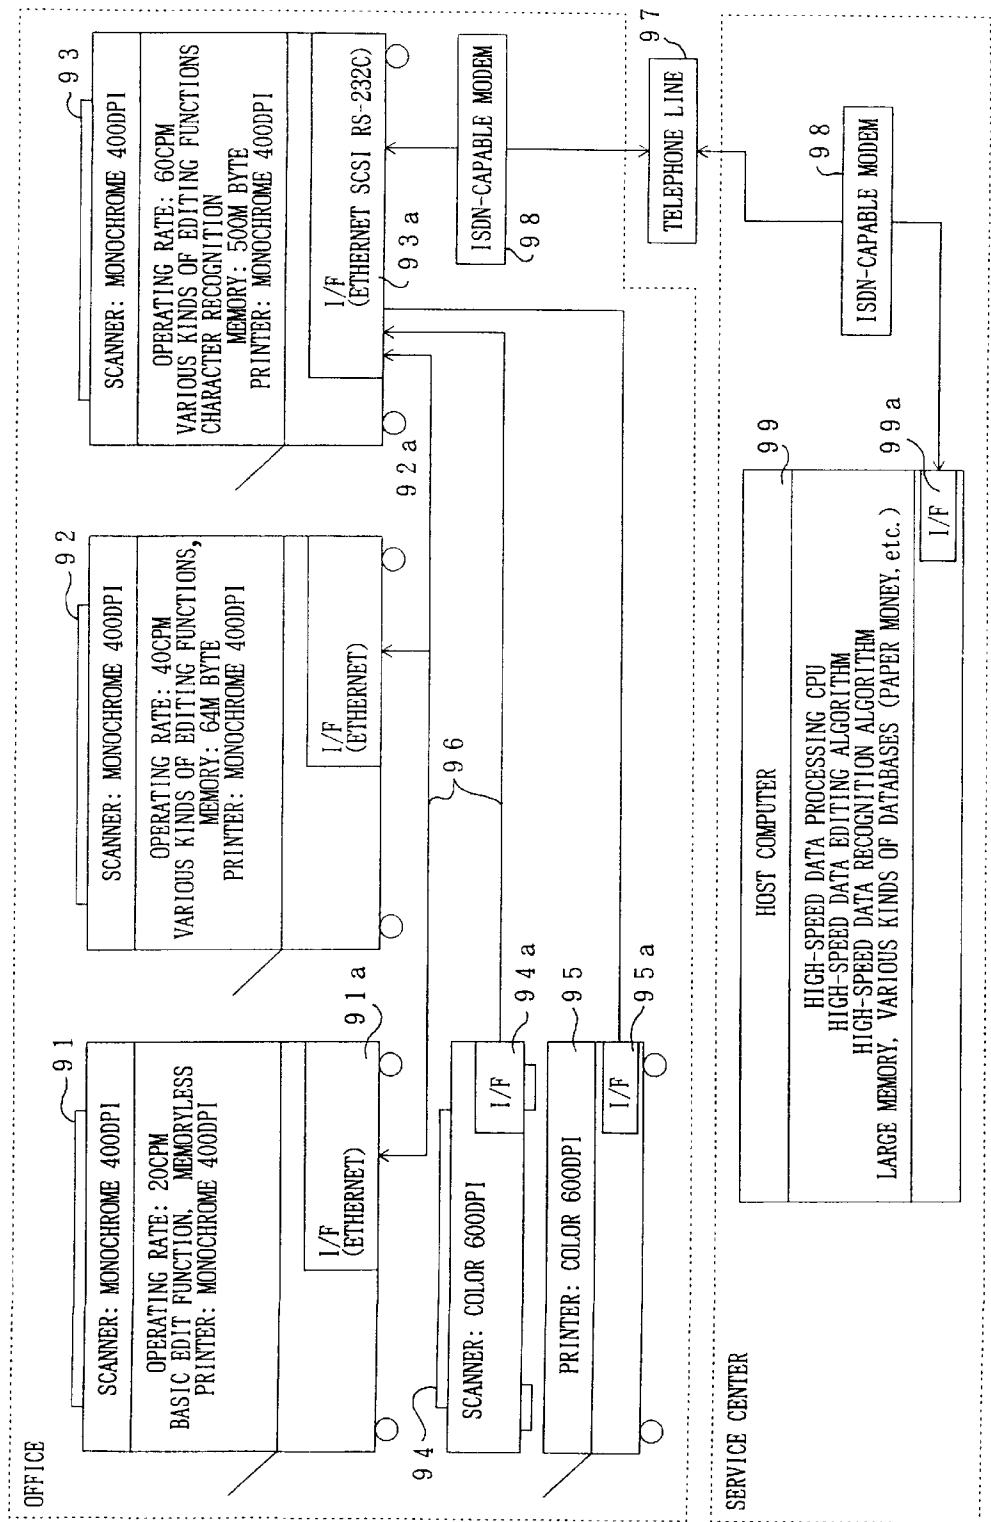 OFFICE
91
SCANNER: MONOCHROME 400DPI
OPERATING RATE: 20CPM
BASIC EDIT FUNCTION, MEMORYLESS
PRINTER: MONOCHROME 400DPI
I/F
(ETHERNET)
91a
92
SCANNER: MONOCHROME 400DPI
OPERATING RATE: 40CPM
VARIOUS KINDS OF EDITING FUNCTIONS,
MEMORY: 64M BYTE
PRINTER: MONOCHROME 400DPI
I/F
(ETHERNET)
92a
93
SCANNER: MONOCHROME 400DPI
OPERATING RATE: 60CPM
VARIOUS KINDS OF EDITING FUNCTIONS
CHARACTER RECOGNITION
MEMORY: 500M BYTE
PRINTER: MONOCHROME 400DPI
I/F
(ETHERNET SCSI RS-232C)
93a
94
SCANNER: COLOR 600DPI
I/F
94a
96
PRINTER: COLOR 600DPI
95
I/F
95a
ISDN-CAPABLE MODEM
98
TELEPHONE LINE
97
SERVICE CENTER
HOST COMPUTER
99
HIGH-SPEED DATA PROCESSING CPU
HIGH-SPEED DATA EDITING ALGORITHM
HIGH-SPEED DATA RECOGNITION ALGORITHM
LARGE MEMORY, VARIOUS KINDS OF DATABASES (PAPER MONEY, etc.)
I/F
99a
ISDN-CAPABLE MODEM
98